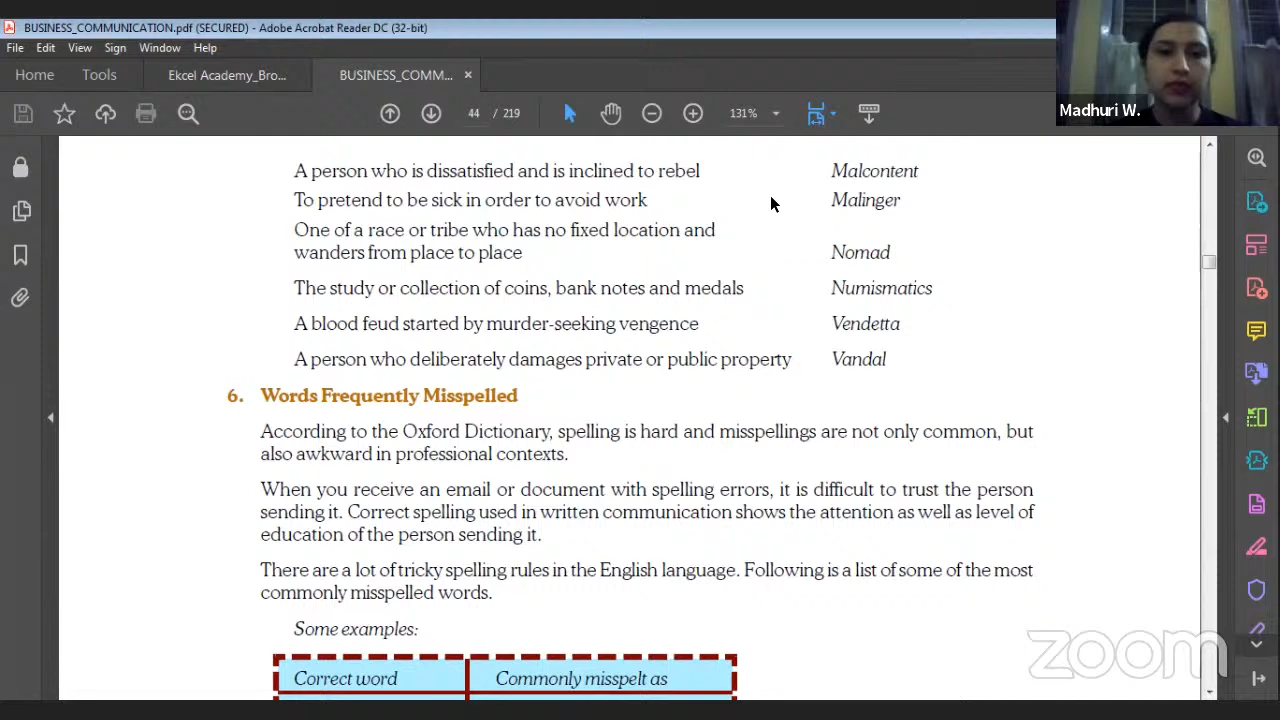 BUSINESS_COMMUNICATION.pdf (SECURED) - Adobe Acrobat Reader DC (32-bit)
File Edit View Sign Window Help
Home Tools Ekcel Academy_Bro... BUSINESS_COMM... ×
44 / 219 131%
Madhuri W.
A person who is dissatisfied and is inclined to rebel Malcontent
To pretend to be sick in order to avoid work Malinger
One of a race or tribe who has no fixed location and
wanders from place to place Nomad
The study or collection of coins, bank notes and medals Numismatics
A blood feud started by murder-seeking vengence Vendetta
A person who deliberately damages private or public property Vandal
6. Words Frequently Misspelled
According to the Oxford Dictionary, spelling is hard and misspellings are not only common, but
also awkward in professional contexts.
When you receive an email or document with spelling errors, it is difficult to trust the person
sending it. Correct spelling used in written communication shows the attention as well as level of
education of the person sending it.
There are a lot of tricky spelling rules in the English language. Following is a list of some of the most
commonly misspelled words.
Some examples:
Correct word Commonly misspelt as
zoom